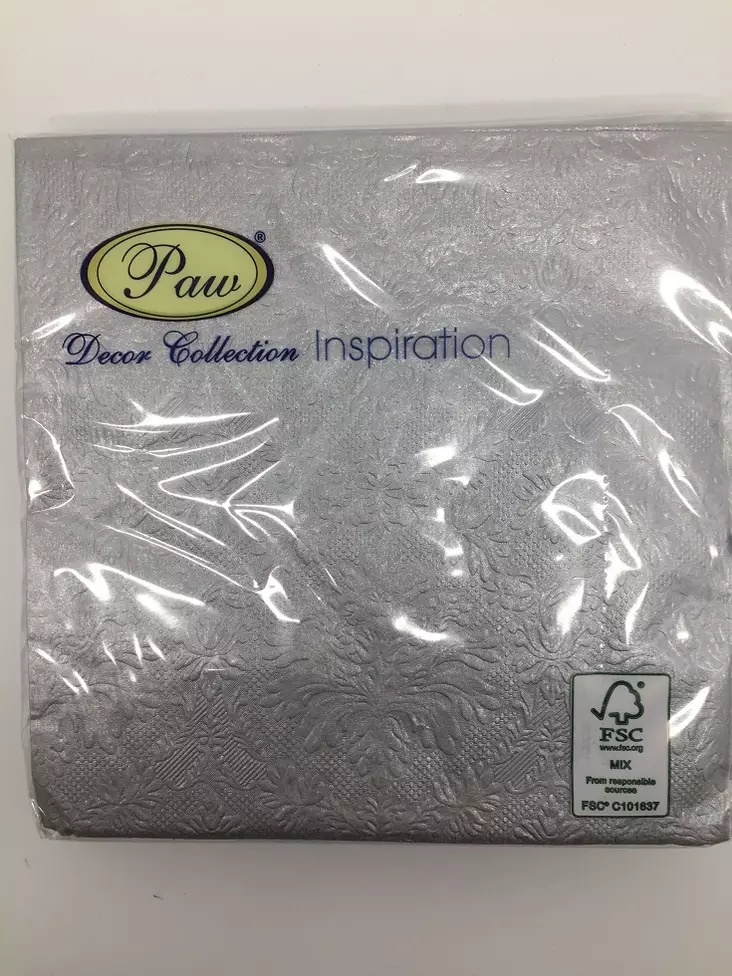 Paw®
Decor Collection Inspiration
FSC®
www.fsc.org
MIX
From responsible
sources
FSC® C101637